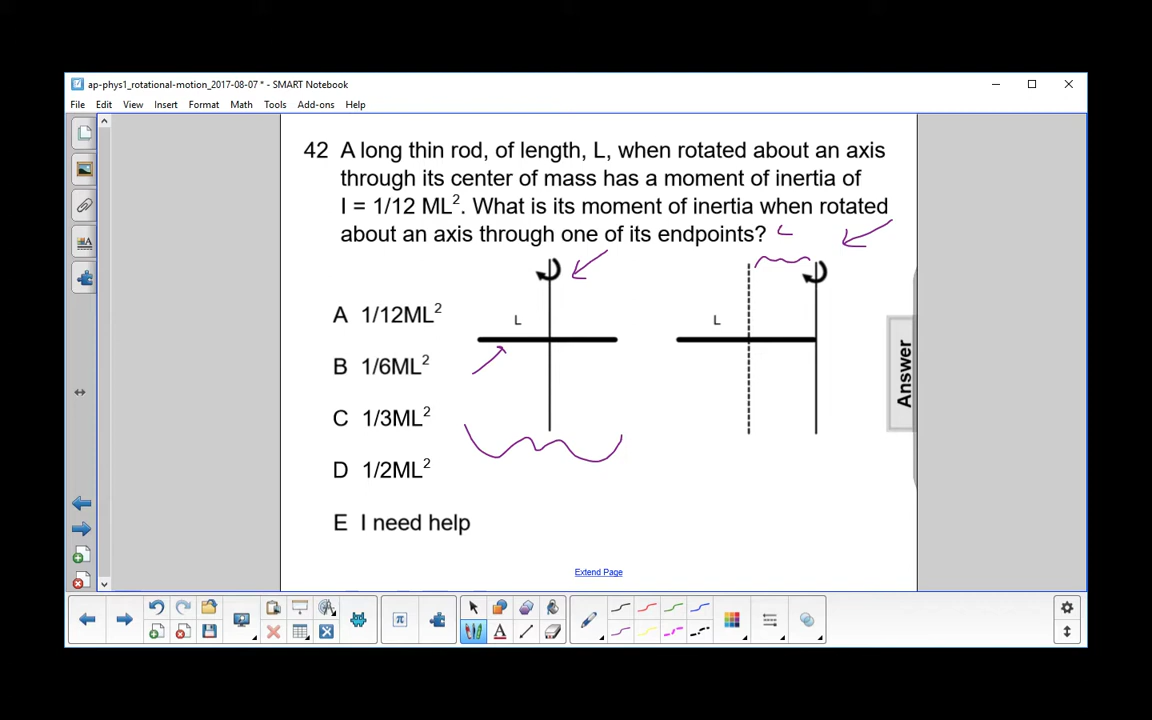 ap-phys1_rotational-motion_2017-08-07 * - SMART Notebook
File Edit View Insert Format Math Tools Add-ons Help
42 A long thin rod, of length, L, when rotated about an axis
through its center of mass has a moment of inertia of
I = 1/12 ML². What is its moment of inertia when rotated
about an axis through one of its endpoints?
L
L
A 1/12ML²
B 1/6ML²
C 1/3ML²
D 1/2ML²
E I need help
Answer
Extend Page
π
A